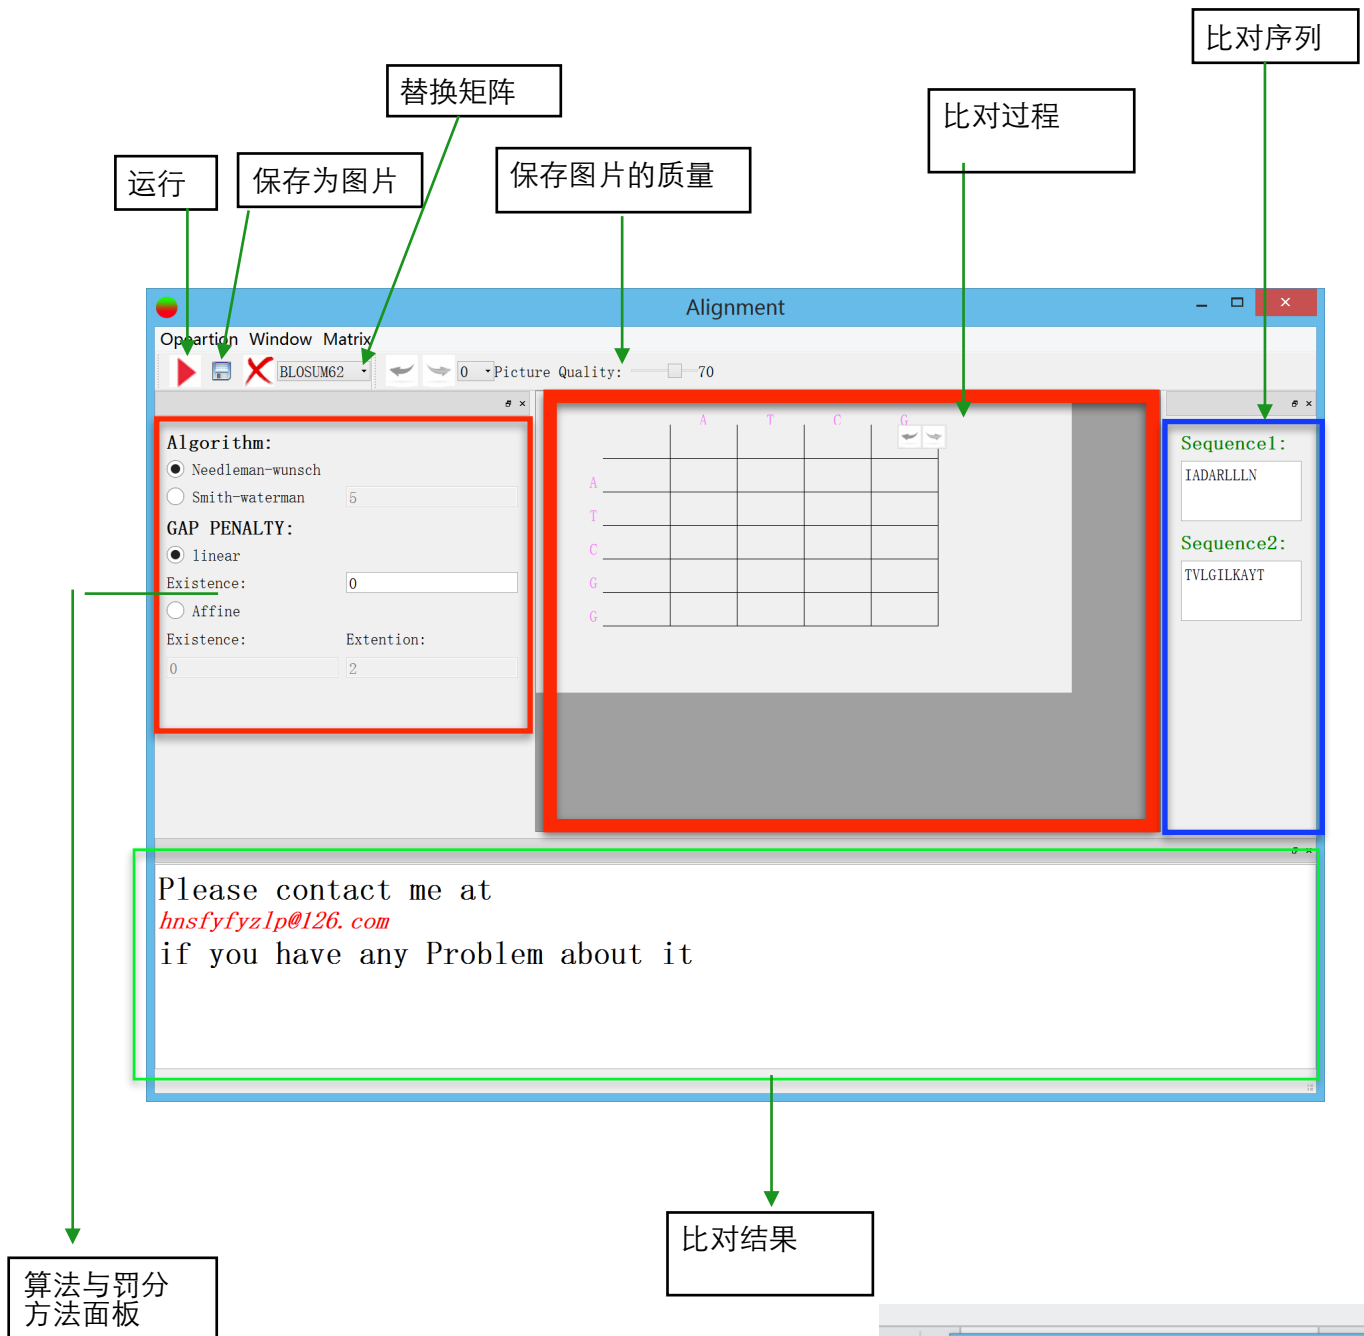 比对序列
替换矩阵
比对过程
运行
保存为图片
保存图片的质量
Alignment
Oppartion Window Matrix
BLOSUM62
0
Picture Quality:
70
Algorithm:
Needleman-wunsch
Smith-waterman
5
GAP PENALTY:
linear
Existence:
0
Affine
Existence:
Extention:
0
2
A T C G
A
T
C
G
G
Sequence1:
IADARLLLN
Sequence2:
TVLGILKAYT
Please contact me at
hnsfyfyzlp@126.com
if you have any Problem about it
比对结果
算法与罚分
方法面板